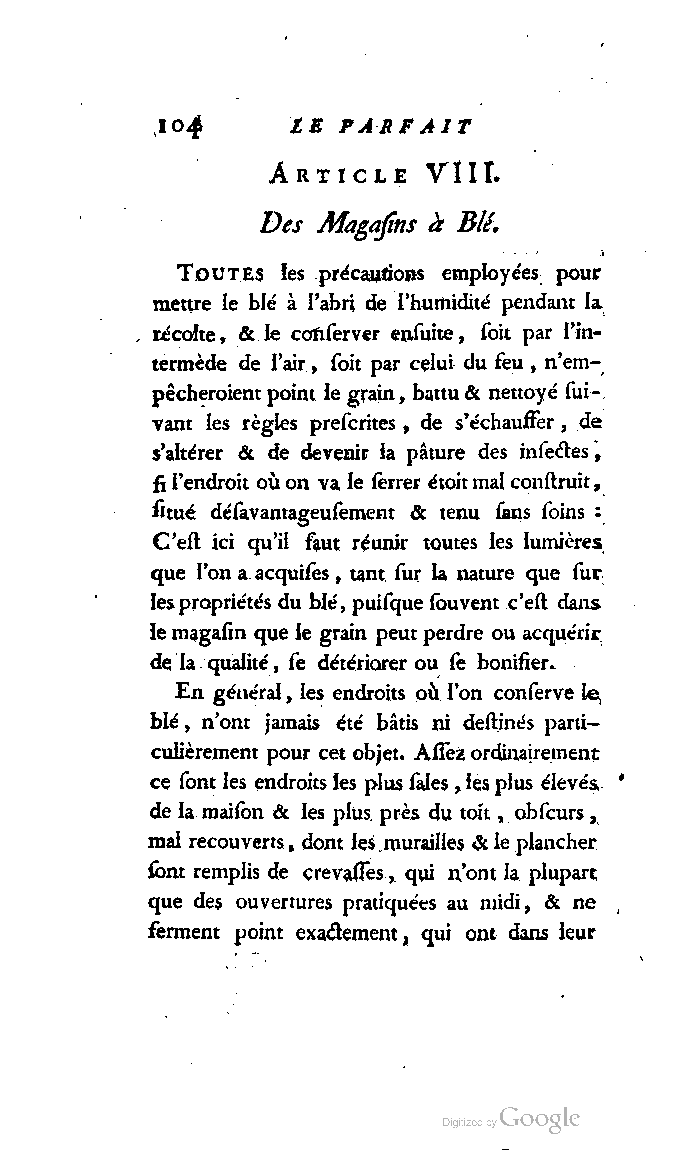 104 LE PARFAIT
ARTICLE VIII.
Des Magaſins à Blé.
TOUTES les précautions employées pour
mettre le blé à l'abri de l'humidité pendant la
récolte, & le conſerver enſuite, ſoit par l'in-
termède de l'air, ſoit par celui du feu, n'em-
pêcheroient point le grain, battu & nettoyé ſui-
vant les règles preſcrites, de s'échauffer, de
s'altérer & de devenir la pâture des inſectes,
ſi l'endroit où on va le ſerrer étoit mal conſtruit,
ſitué déſavantageuſement & tenu ſans ſoins :
C'eſt ici qu'il faut réunir toutes les lumières
que l'on a acquiſes, tant ſur la nature que ſur
les propriétés du blé, puiſque ſouvent c'eſt dans
le magaſin que le grain peut perdre ou acquérir
de la qualité, ſe détériorer ou ſe bonifier.
En général, les endroits où l'on conſerve le
blé, n'ont jamais été bâtis ni deſtinés parti-
culièrement pour cet objet. Aſſez ordinairement
ce ſont les endroits les plus ſales, les plus élevés
de la maiſon & les plus près du toit, obſcurs,
mal recouverts, dont les murailles & le plancher
ſont remplis de crevaſſes, qui n'ont la plupart
que des ouvertures pratiquées au midi, & ne
ferment point exactement, qui ont dans leur
Digitized by Google